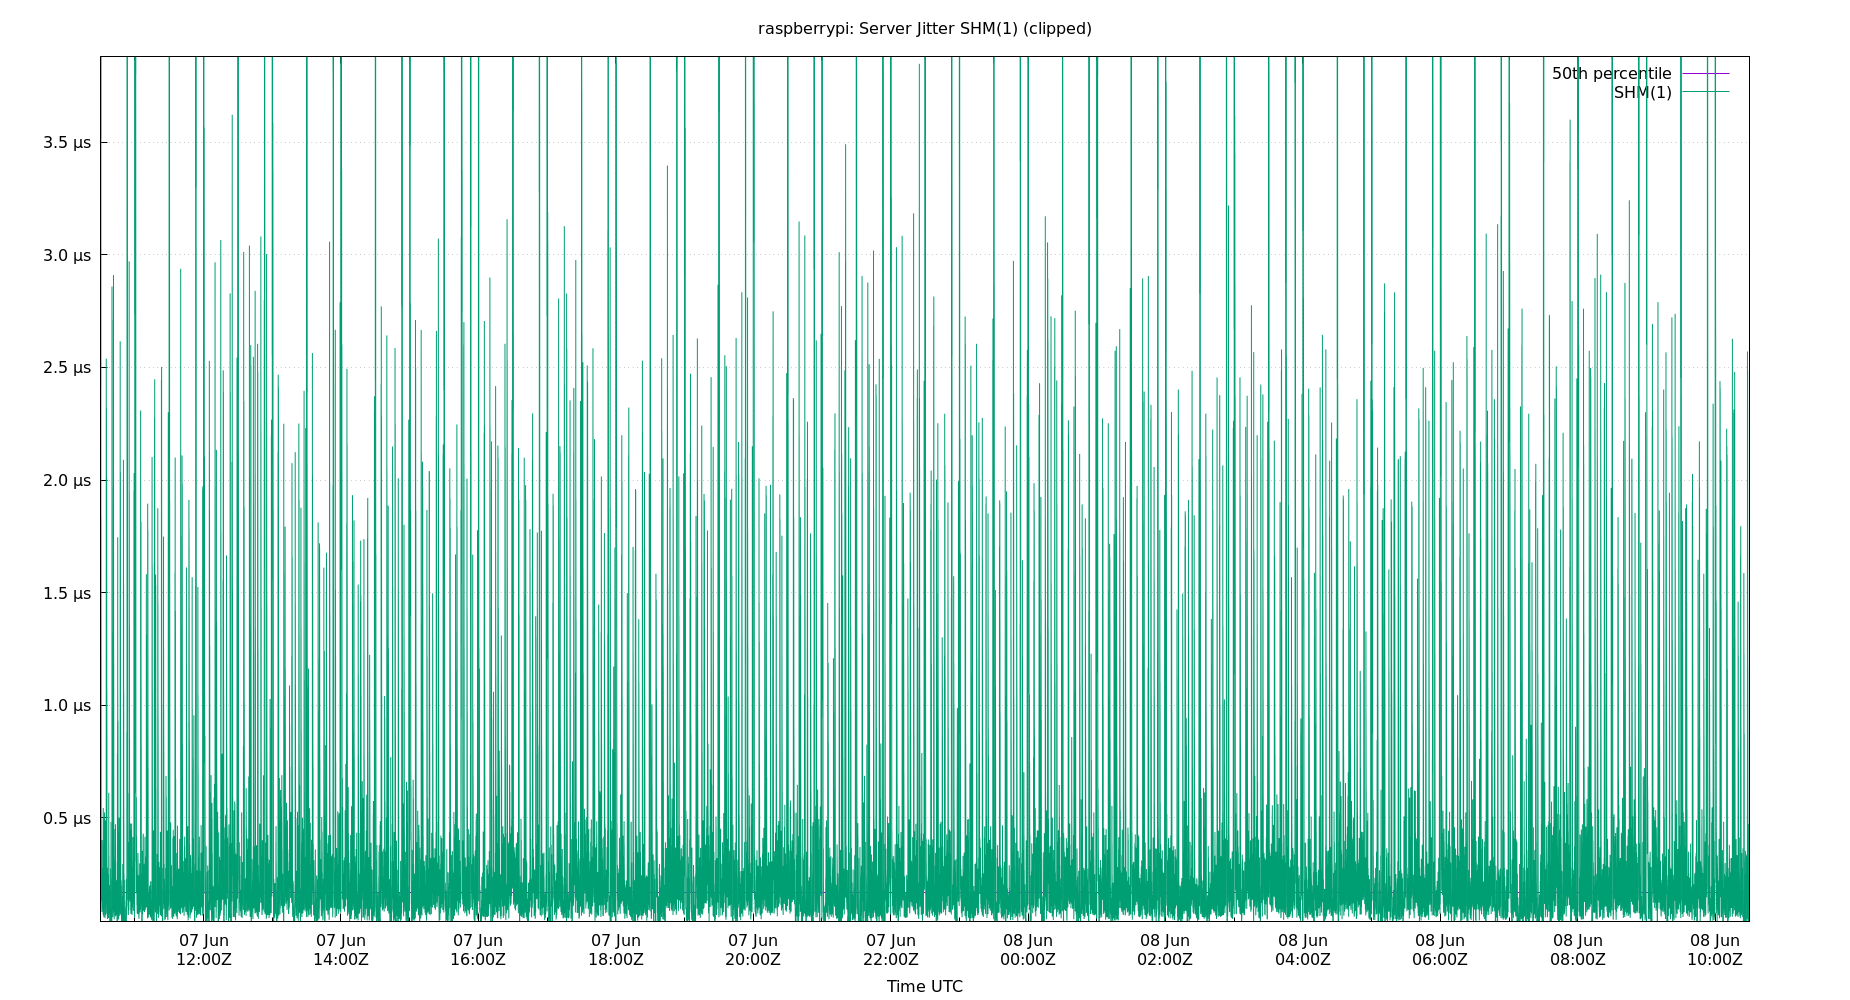 raspberrypi: Server Jitter SHM(1) (clipped)
50th percentile
SHM(1)
3.5 µs
3.0 µs
2.5 µs
2.0 µs
1.5 µs
1.0 µs
0.5 µs
07 Jun 07 Jun 07 Jun 07 Jun 07 Jun 07 Jun 08 Jun 08 Jun 08 Jun 08 Jun 08 Jun 08 Jun
12:00Z 14:00Z 16:00Z 18:00Z 20:00Z 22:00Z 00:00Z 02:00Z 04:00Z 06:00Z 08:00Z 10:00Z
Time UTC